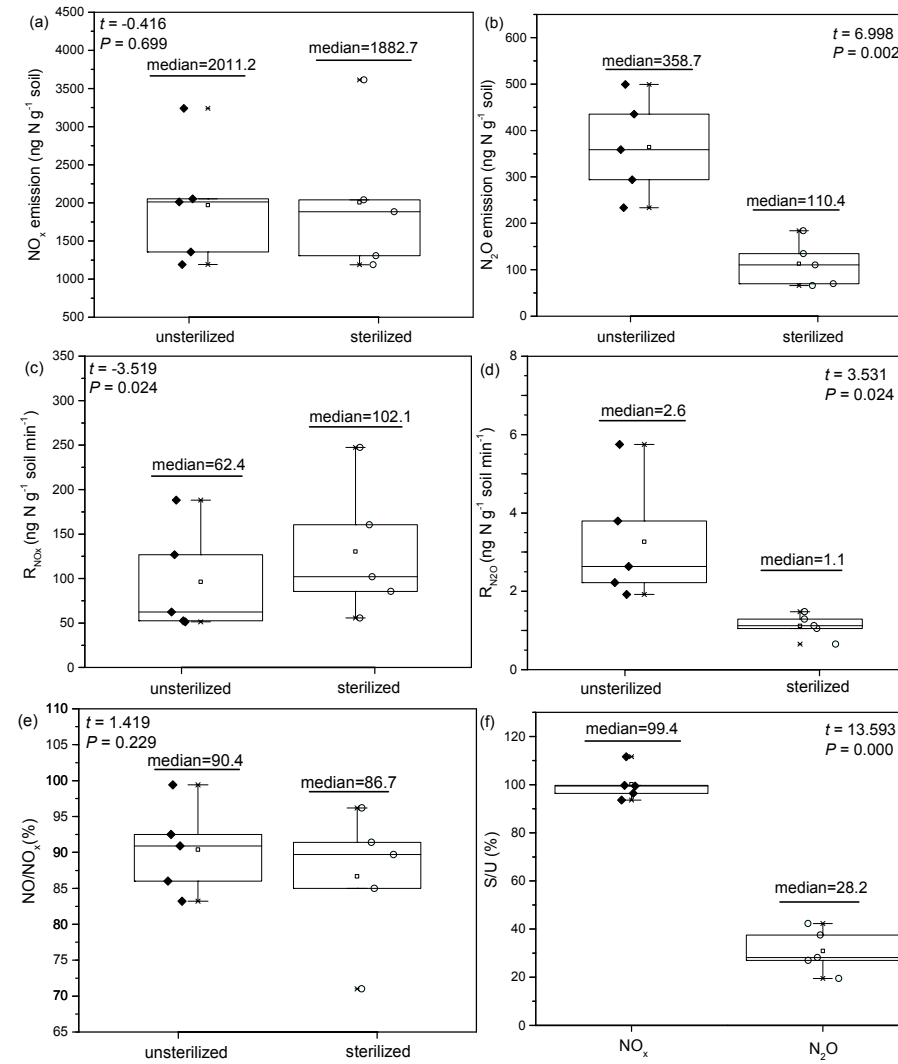 (a)
t = -0.416
P = 0.699
median=2011.2
median=1882.7
4500
4000
3500
3000
2500
2000
1500
1000
500
NOₓ emission (ng N g⁻¹ soil)
unsterilized
sterilized
(b)
t = 6.998
P = 0.002
median=358.7
median=110.4
600
500
400
300
200
100
0
N₂O emission (ng N g⁻¹ soil)
unsterilized
sterilized
(c)
t = -3.519
P = 0.024
median=62.4
median=102.1
350
300
250
200
150
100
50
0
R_NOx (ng N g⁻¹ soil min⁻¹)
unsterilized
sterilized
(d)
t = 3.531
P = 0.024
median=2.6
median=1.1
8
6
4
2
0
R_N2O (ng N g⁻¹ soil min⁻¹)
unsterilized
sterilized
(e)
t = 1.419
P = 0.229
median=90.4
median=86.7
110
105
100
95
90
85
80
75
70
65
NO/NOₓ(%)
unsterilized
sterilized
(f)
t = 13.593
P = 0.000
median=99.4
median=28.2
120
100
80
60
40
20
0
S/U (%)
NOₓ
N₂O